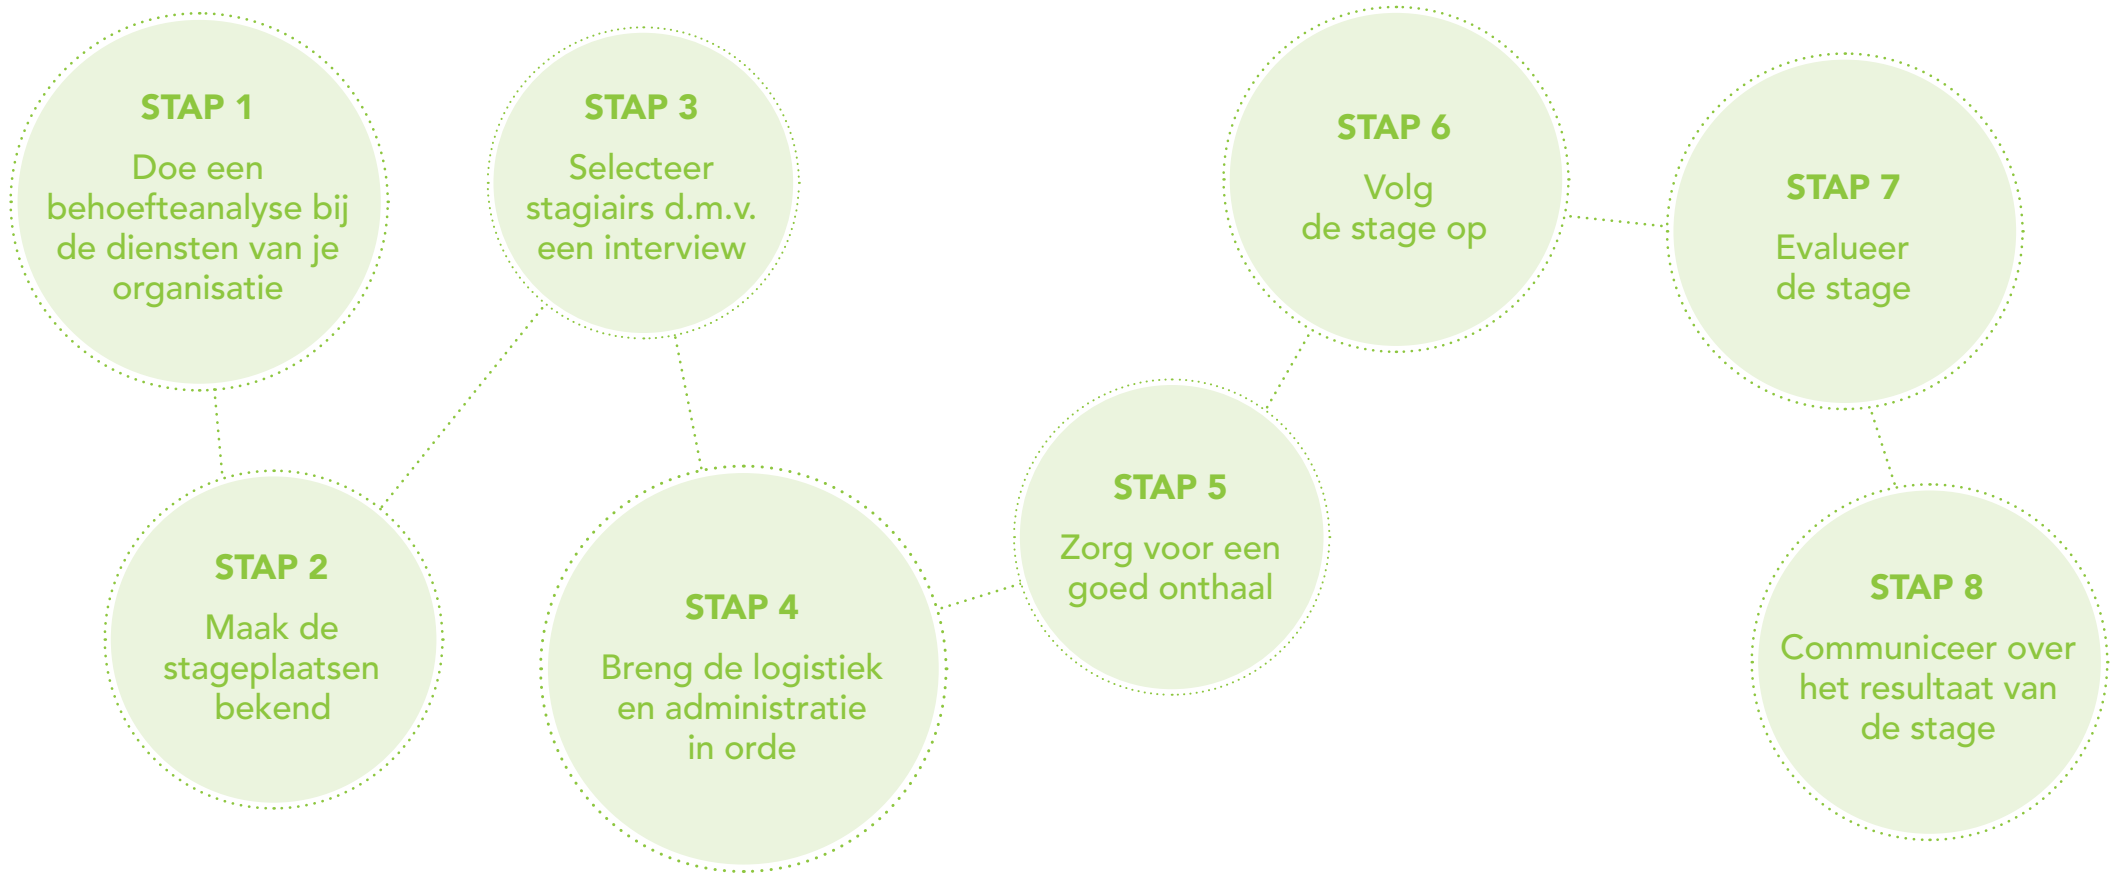 STAP 1
Doe een
behoefteanalyse bij
de diensten van je
organisatie
STAP 2
Maak de
stageplaatsen
bekend
STAP 3
Selecteer
stagiairs d.m.v.
een interview
STAP 4
Breng de logistiek
en administratie
in orde
STAP 5
Zorg voor een
goed onthaal
STAP 6
Volg
de stage op
STAP 7
Evalueer
de stage
STAP 8
Communiceer over
het resultaat van
de stage